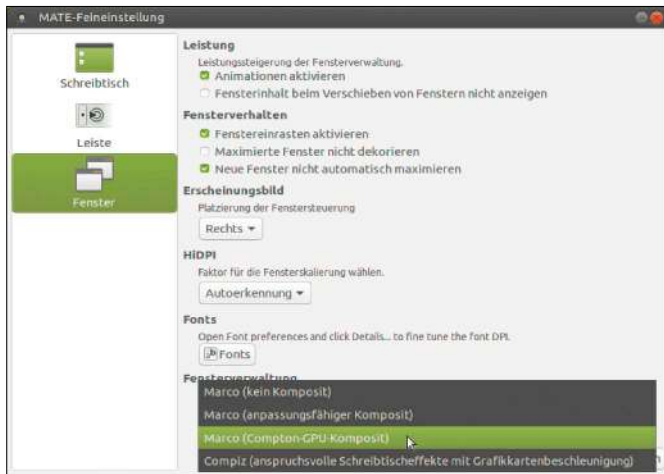 MATE-Feineinstellung
Schreibtisch
Leiste
Fenster
Leistung
Leistungssteigerung der Fensterverwaltung.
Animationen aktivieren
Fensterinhalt beim Verschieben von Fenstern nicht anzeigen
Fensterverhalten
Fenstereinrasten aktivieren
Maximierte Fenster nicht dekorieren
Neue Fenster nicht automatisch maximieren
Erscheinungsbild
Platzierung der Fenstersteuerung
Rechts
HiDPI
Faktor für die Fensterskalierung wählen.
Autoerkennung
Fonts
Open Font preferences and click Details... to fine tune the font DPI.
Fonts
Fensterverwaltung
Marco (kein Komposit)
Marco (anpassungsfähiger Komposit)
Marco (Compton-GPU-Komposit)
Compiz (anspruchsvolle Schreibtischeffekte mit Grafikkartenbeschleunigung)